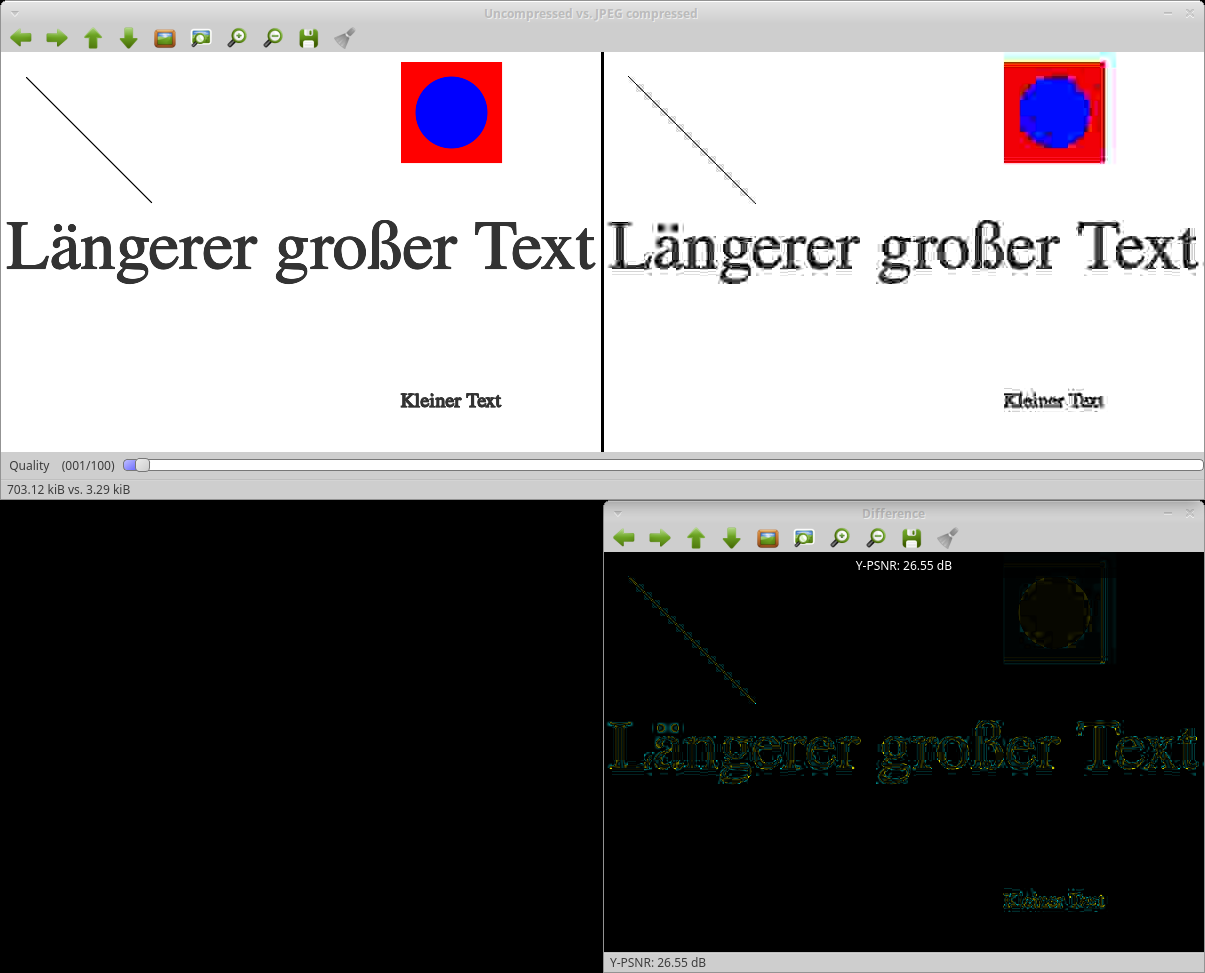 Uncompressed vs. JPEG compressed
Längerer großer Text Längerer großer Text
Kleiner Text Kleiner Text
Quality (001/100)
703.12 kiB vs. 3.29 kiB
Difference
Y-PSNR: 26.55 dB
Längerer großer Text
Kleiner Text
Y-PSNR: 26.55 dB